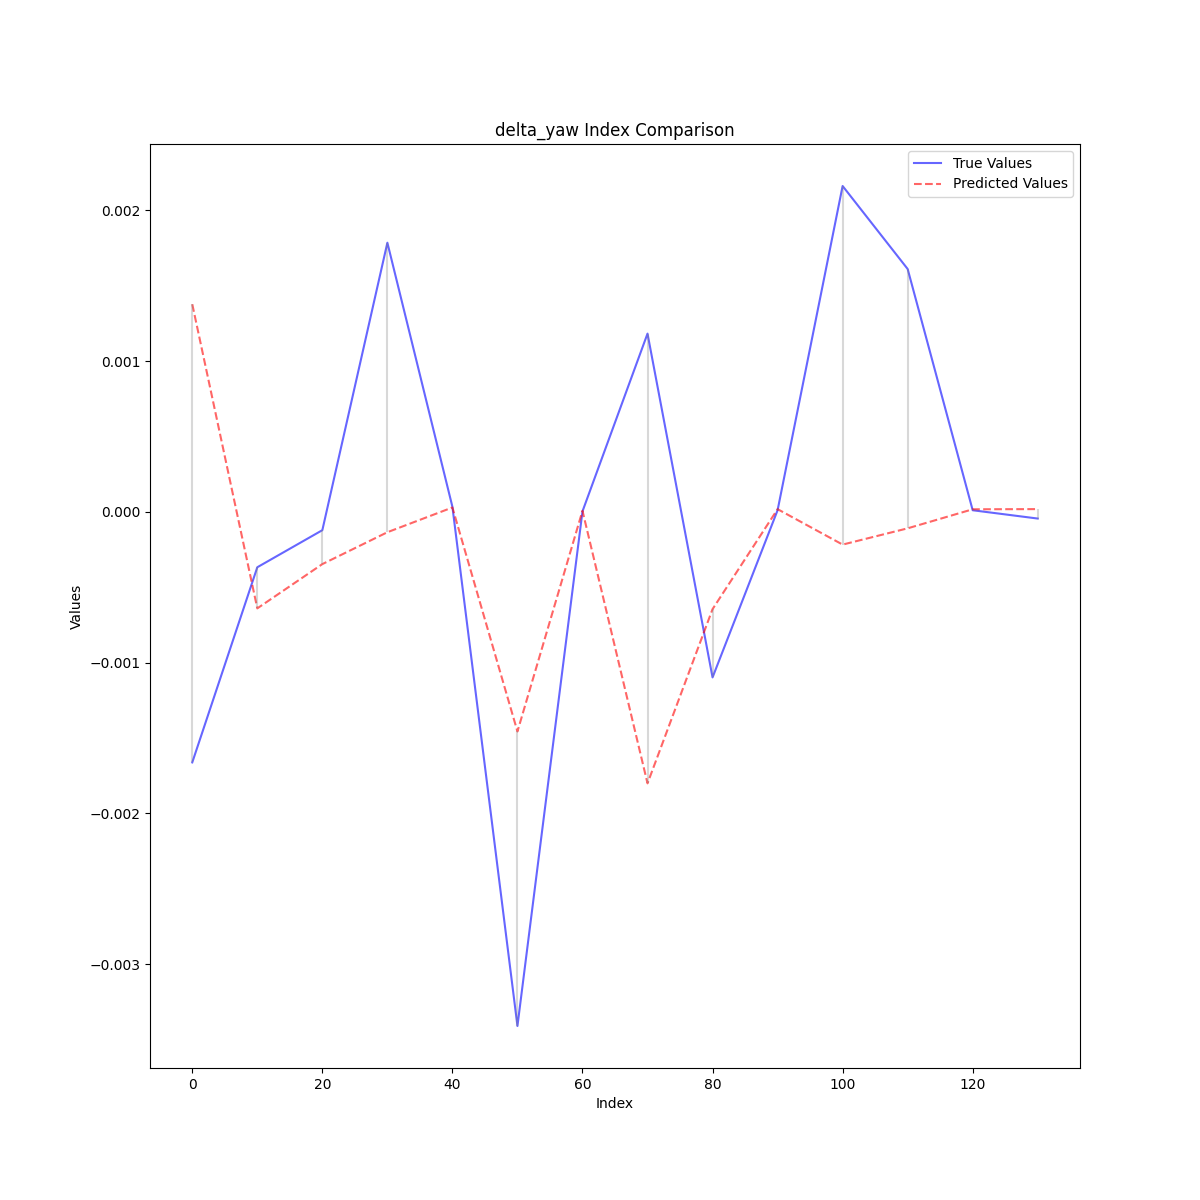 delta_yaw Index Comparison
True Values
Predicted Values
0.002
0.001
0.000
−0.001
−0.002
−0.003
Values
0 20 40 60 80 100 120
Index